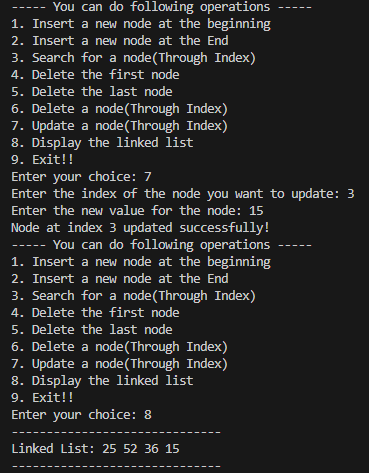 ----- You can do following operations -----
1. Insert a new node at the beginning
2. Insert a new node at the End
3. Search for a node(Through Index)
4. Delete the first node
5. Delete the last node
6. Delete a node(Through Index)
7. Update a node(Through Index)
8. Display the linked list
9. Exit!!
Enter your choice: 7
Enter the index of the node you want to update: 3
Enter the new value for the node: 15
Node at index 3 updated successfully!
----- You can do following operations -----
1. Insert a new node at the beginning
2. Insert a new node at the End
3. Search for a node(Through Index)
4. Delete the first node
5. Delete the last node
6. Delete a node(Through Index)
7. Update a node(Through Index)
8. Display the linked list
9. Exit!!
Enter your choice: 8
------------------------------
Linked List: 25 52 36 15
------------------------------